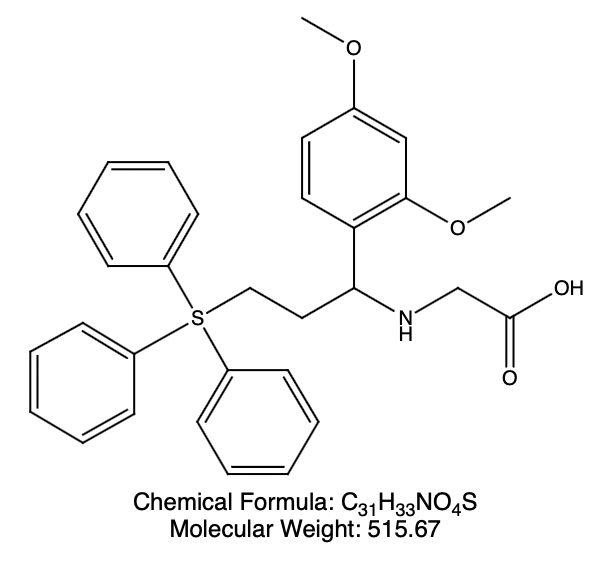 O
O
S
N
H
OH
O
Chemical Formula: C₃₁H₃₃NO₄S
Molecular Weight: 515.67